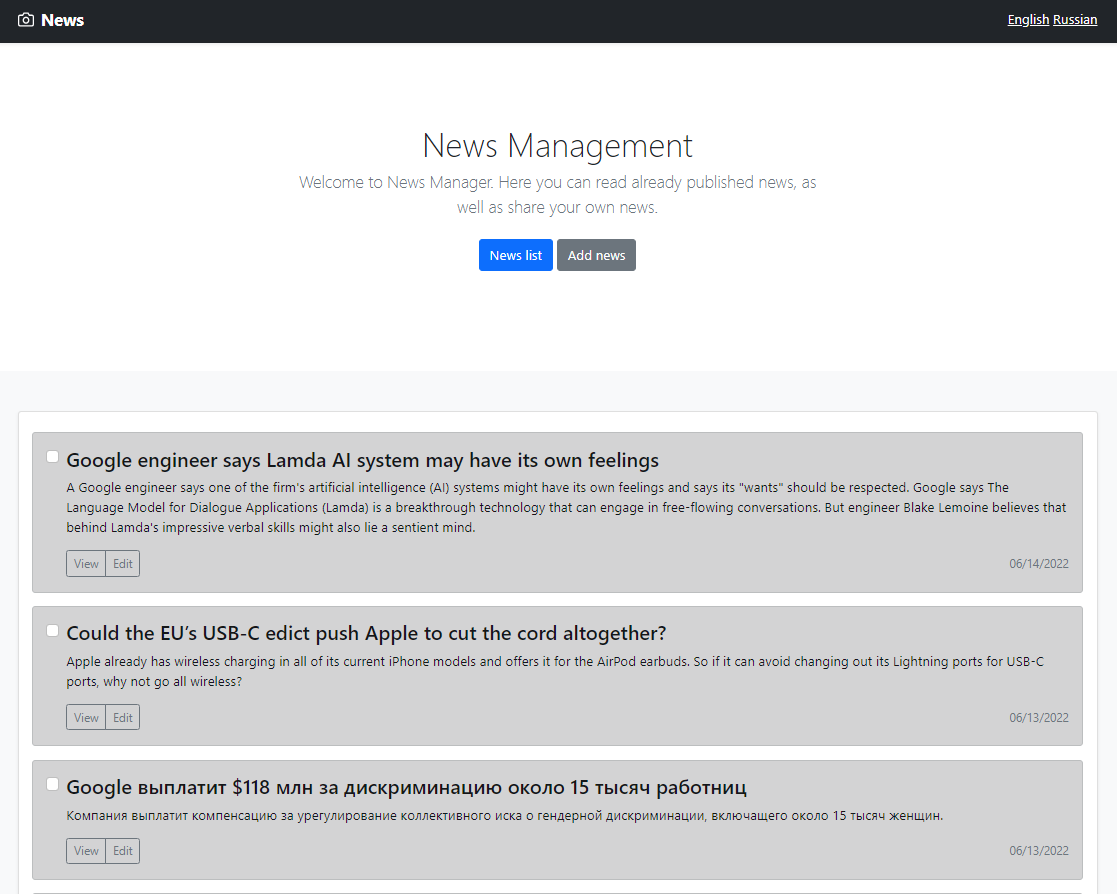 News
English Russian
News Management
Welcome to News Manager. Here you can read already published news, as
well as share your own news.
News list Add news
Google engineer says Lamda AI system may have its own feelings
A Google engineer says one of the firm's artificial intelligence (AI) systems might have its own feelings and says its "wants" should be respected. Google says The
Language Model for Dialogue Applications (Lamda) is a breakthrough technology that can engage in free-flowing conversations. But engineer Blake Lemoine believes that
behind Lamda's impressive verbal skills might also lie a sentient mind.
View Edit 06/14/2022
Could the EU’s USB-C edict push Apple to cut the cord altogether?
Apple already has wireless charging in all of its current iPhone models and offers it for the AirPod earbuds. So if it can avoid changing out its Lightning ports for USB-C
ports, why not go all wireless?
View Edit 06/13/2022
Google выплатит $118 млн за дискриминацию около 15 тысяч работниц
Компания выплатит компенсацию за урегулирование коллективного иска о гендерной дискриминации, включащего около 15 тысяч женщин.
View Edit 06/13/2022